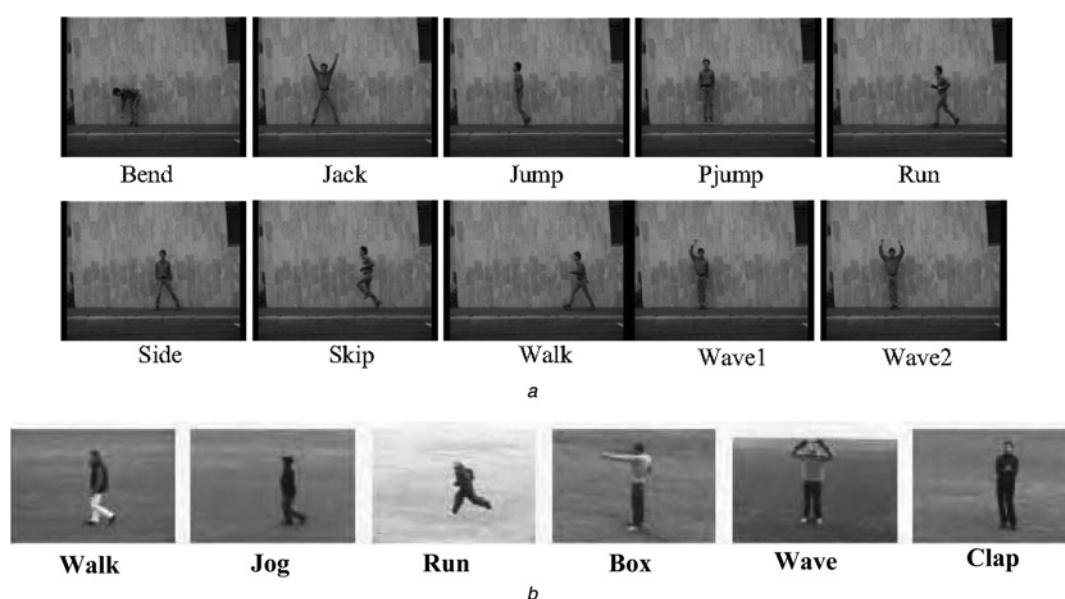 Bend Jack Jump Pjump Run
Side Skip Walk Wave1 Wave2
a
Walk Jog Run Box Wave Clap
b